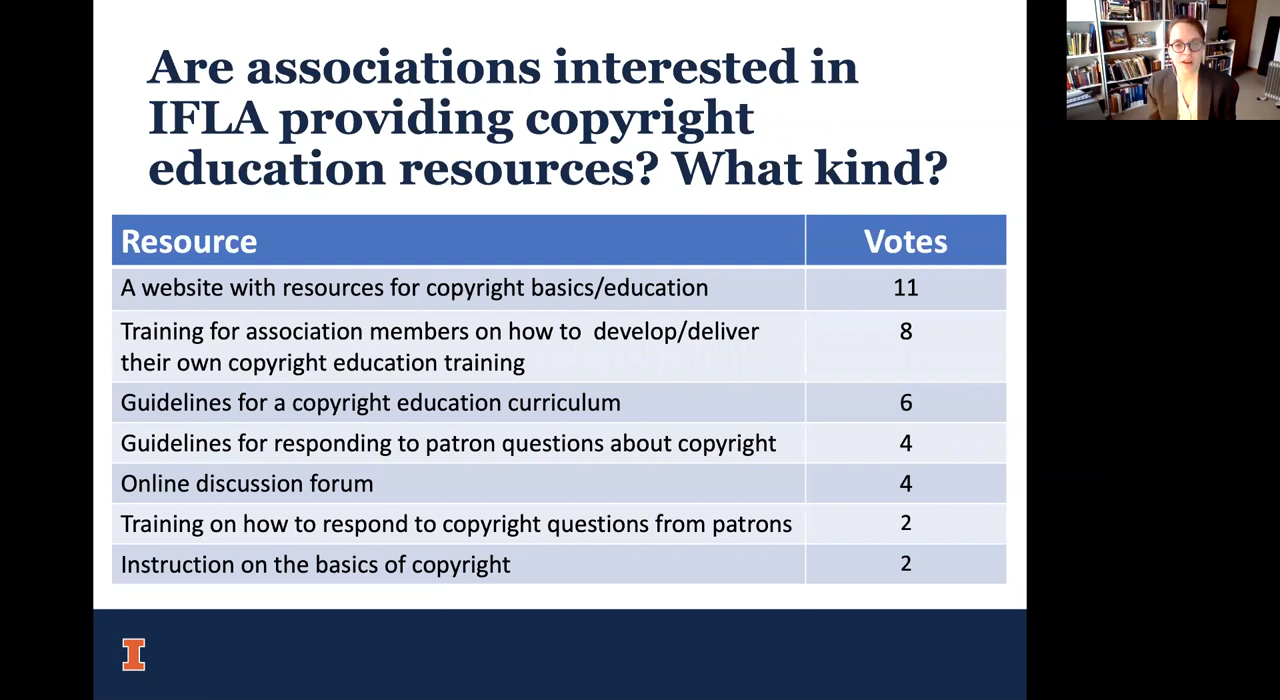 Are associations interested in
IFLA providing copyright
education resources? What kind?
Resource Votes
A website with resources for copyright basics/education 11
Training for association members on how to develop/deliver 8
their own copyright education training
Guidelines for a copyright education curriculum 6
Guidelines for responding to patron questions about copyright 4
Online discussion forum 4
Training on how to respond to copyright questions from patrons 2
Instruction on the basics of copyright 2
I